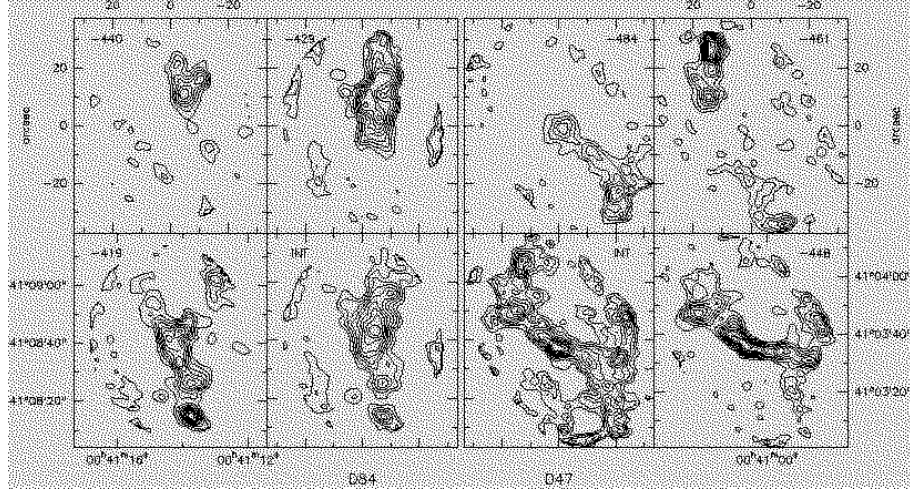 20 0 -20 20 0 -20
-440 -429 -484 -461
20 20
arcsec 0 0 arcsec
-20 -20
-419 INT INT -448
41°09'00" 41°04'00"
41°08'40" 41°03'40"
41°08'20" 41°03'20"
00ʰ41ᵐ16ˢ 00ʰ41ᵐ12ˢ 00ʰ41ᵐ00ˢ
D84 D47